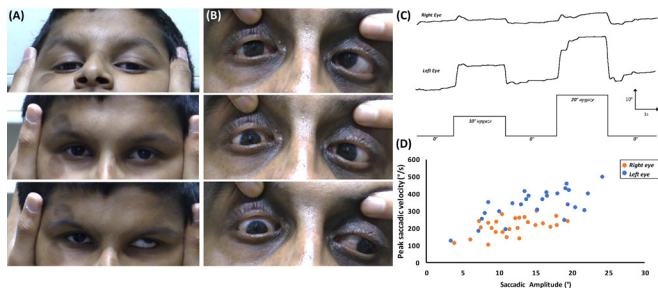 (A)
(B)
(C)
Right Eye
Left Eye
10°
1s
20° upgaze
10° upgaze
0°
0°
0°
(D)
Peak saccadic velocity (°/s)
600
500
400
300
200
100
0
Right eye
Left eye
0 5 10 15 20 25 30
Saccadic Amplitude (°)